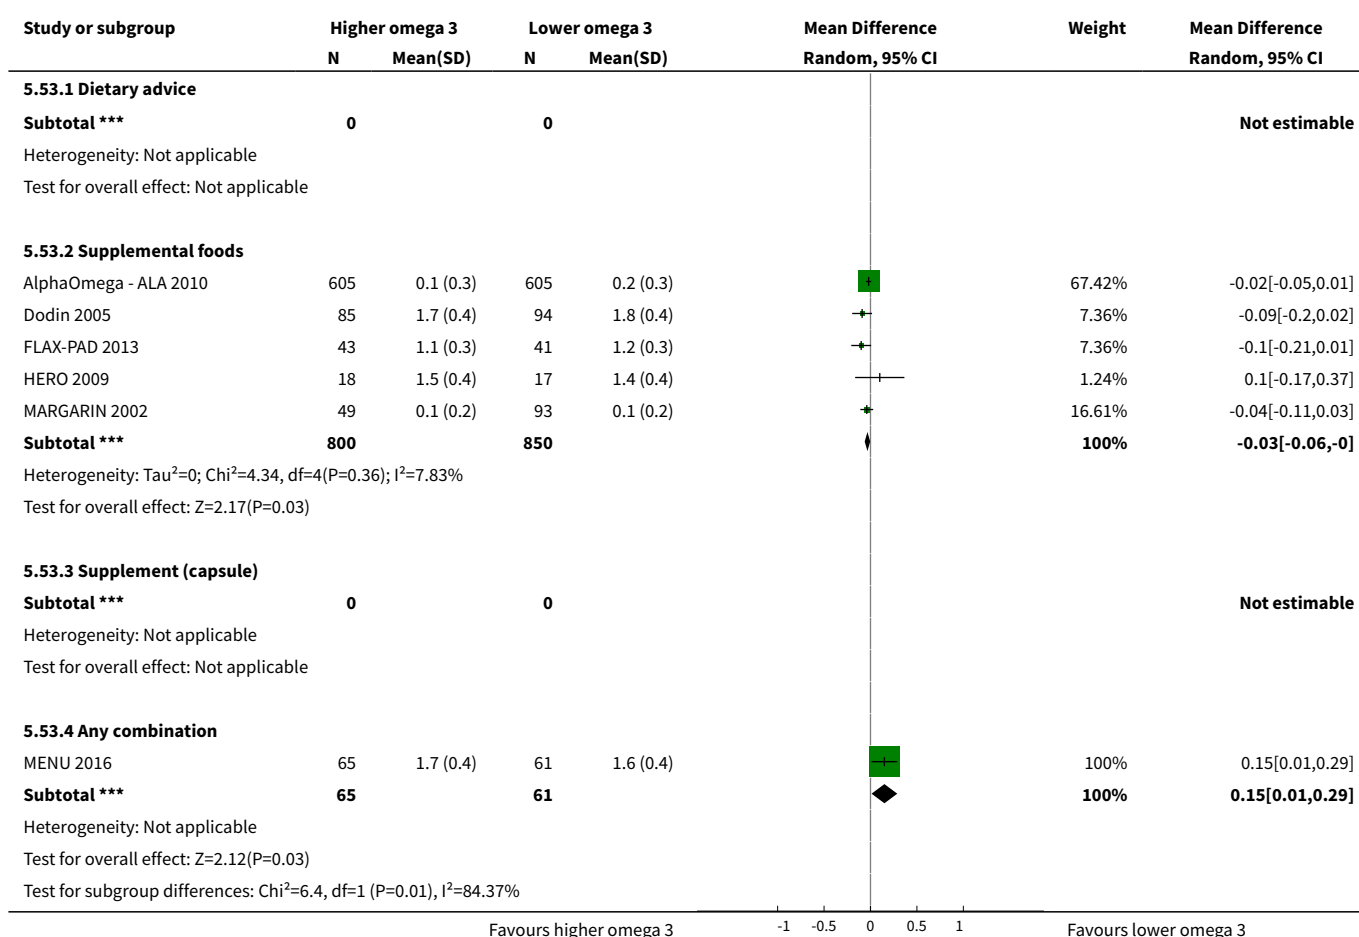 Study or subgroup Higher omega 3 Lower omega 3 Mean Difference Weight Mean Difference
N Mean(SD) N Mean(SD) Random, 95% CI Random, 95% CI
5.53.1 Dietary advice
Subtotal *** 0 0 Not estimable
Heterogeneity: Not applicable
Test for overall effect: Not applicable
5.53.2 Supplemental foods
AlphaOmega - ALA 2010 605 0.1 (0.3) 605 0.2 (0.3) 67.42% -0.02[-0.05,0.01]
Dodin 2005 85 1.7 (0.4) 94 1.8 (0.4) 7.36% -0.09[-0.2,0.02]
FLAX-PAD 2013 43 1.1 (0.3) 41 1.2 (0.3) 7.36% -0.1[-0.21,0.01]
HERO 2009 18 1.5 (0.4) 17 1.4 (0.4) 1.24% 0.1[-0.17,0.37]
MARGARIN 2002 49 0.1 (0.2) 93 0.1 (0.2) 16.61% -0.04[-0.11,0.03]
Subtotal *** 800 850 100% -0.03[-0.06,-0]
Heterogeneity: Tau²=0; Chi²=4.34, df=4(P=0.36); I²=7.83%
Test for overall effect: Z=2.17(P=0.03)
5.53.3 Supplement (capsule)
Subtotal *** 0 0 Not estimable
Heterogeneity: Not applicable
Test for overall effect: Not applicable
5.53.4 Any combination
MENU 2016 65 1.7 (0.4) 61 1.6 (0.4) 100% 0.15[0.01,0.29]
Subtotal *** 65 61 100% 0.15[0.01,0.29]
Heterogeneity: Not applicable
Test for overall effect: Z=2.12(P=0.03)
Test for subgroup differences: Chi²=6.4, df=1 (P=0.01), I²=84.37%
Favours higher omega 3 -1 -0.5 0 0.5 1 Favours lower omega 3